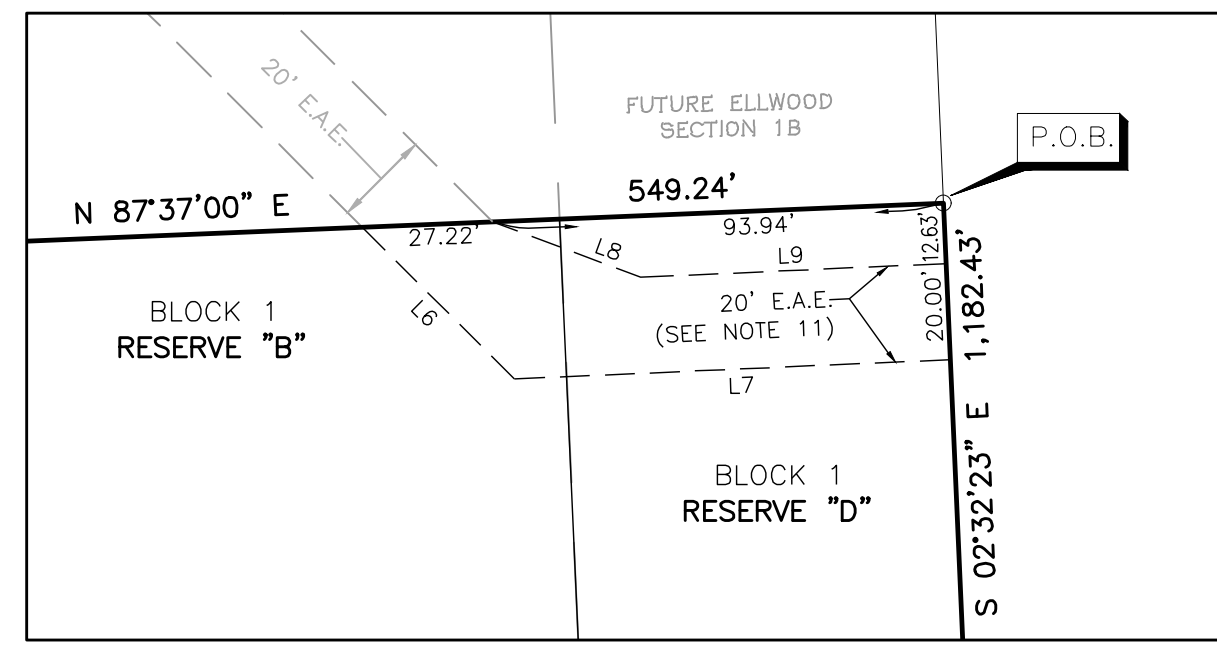 20' E.A.E.
FUTURE ELLWOOD
SECTION 1B
P.O.B.
N 87°37'00" E
549.24'
27.22'
93.94'
12.63'
L8
L9
20' E.A.E.
(SEE NOTE 11)
20.00'
1,182.43'
BLOCK 1
RESERVE "B"
L6
L7
BLOCK 1
RESERVE "D"
S 02°32'23" E